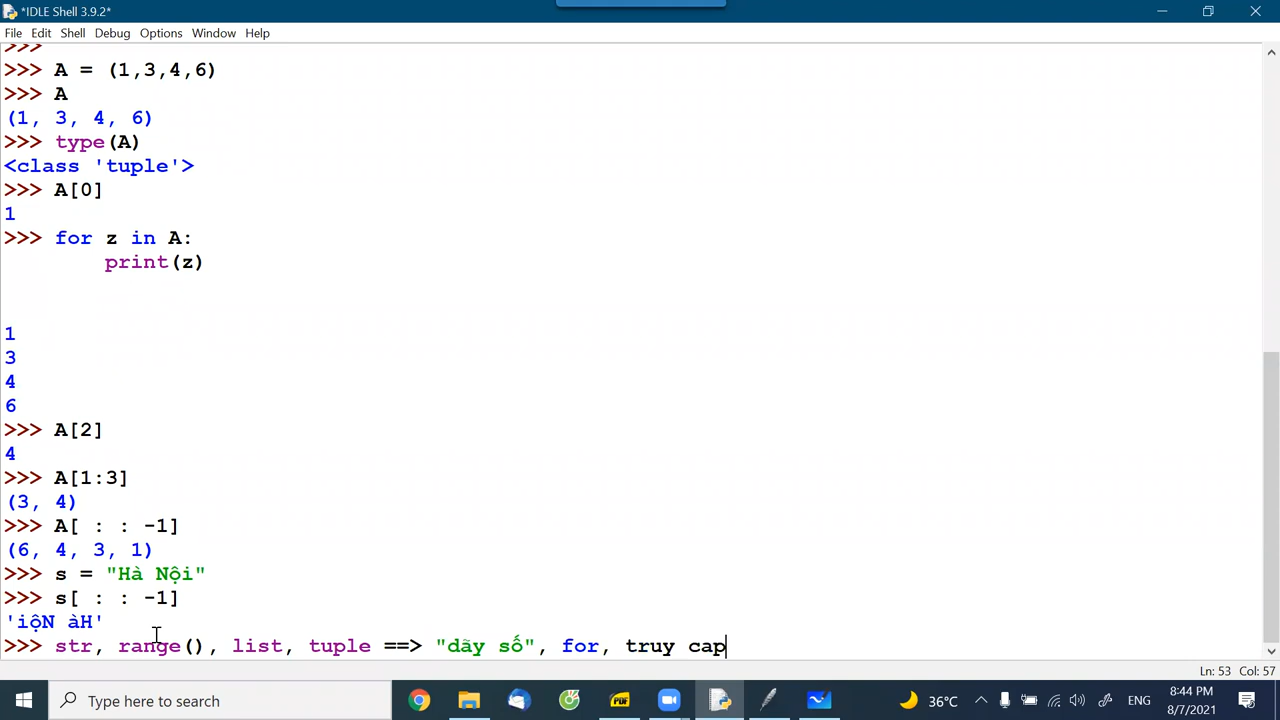 *IDLE Shell 3.9.2*
File Edit Shell Debug Options Window Help
>>>
>>> A = (1,3,4,6)
>>> A
(1, 3, 4, 6)
>>> type(A)
<class 'tuple'>
>>> A[0]
1
>>> for z in A:
print(z)
1
3
4
6
>>> A[2]
4
>>> A[1:3]
(3, 4)
>>> A[ : : -1]
(6, 4, 3, 1)
>>> s = "Hà Nội"
>>> s[ : : -1]
'iộN àH'
>>> str, range(), list, tuple ==> "dãy số", for, truy cap
Ln: 53 Col: 57
Type here to search
PDF
36°C
ENG
8:44 PM
8/7/2021